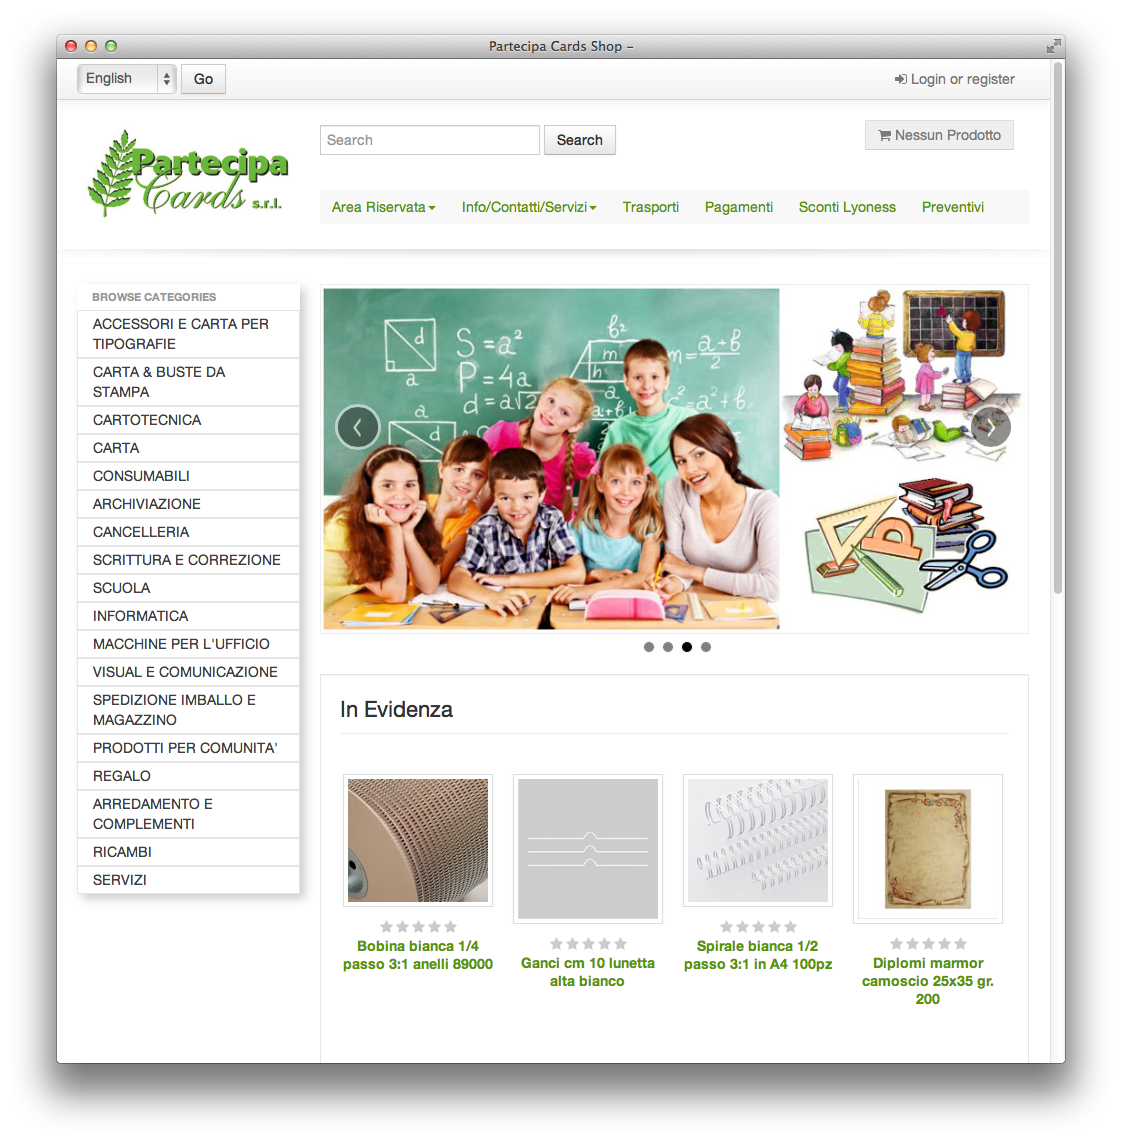 Partecipa Cards Shop –
English
Go
Login or register
Partecipa
Cards s.r.l.
Search
Search
Nessun Prodotto
Area Riservata
Info/Contatti/Servizi
Trasporti
Pagamenti
Sconti Lyoness
Preventivi
BROWSE CATEGORIES
ACCESSORI E CARTA PER
TIPOGRAFIE
CARTA & BUSTE DA
STAMPA
CARTOTECNICA
CARTA
CONSUMABILI
ARCHIVIAZIONE
CANCELLERIA
SCRITTURA E CORREZIONE
SCUOLA
INFORMATICA
MACCHINE PER L'UFFICIO
VISUAL E COMUNICAZIONE
SPEDIZIONE IMBALLO E
MAGAZZINO
PRODOTTI PER COMUNITA'
REGALO
ARREDAMENTO E
COMPLEMENTI
RICAMBI
SERVIZI
S = a²
P = 4a
d = a√2
In Evidenza
Bobina bianca 1/4
passo 3:1 anelli 89000
Ganci cm 10 lunetta
alta bianco
Spirale bianca 1/2
passo 3:1 in A4 100pz
Diplomi marmor
camoscio 25x35 gr.
200